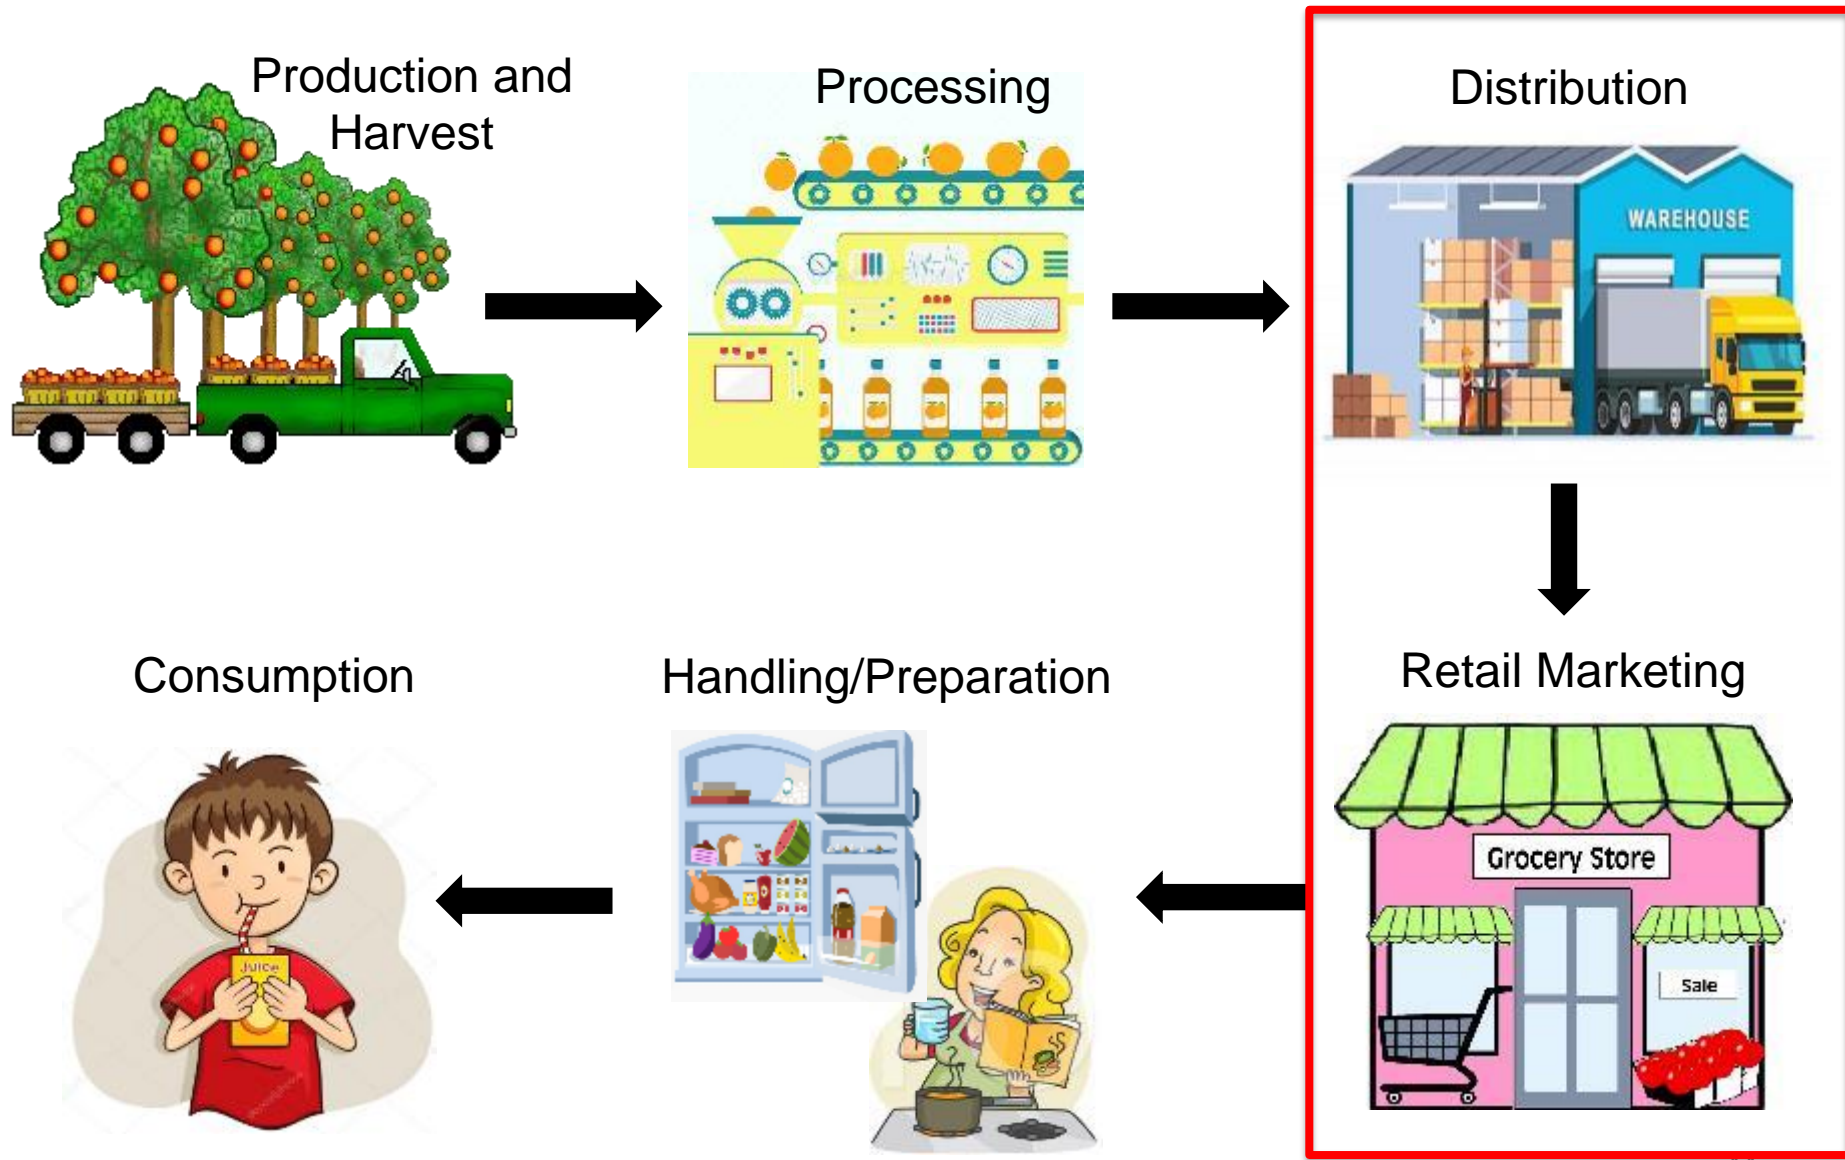 Production and
Harvest
Processing
Distribution
WAREHOUSE
Consumption
Handling/Preparation
Retail Marketing
Grocery Store
Sale
JUICE